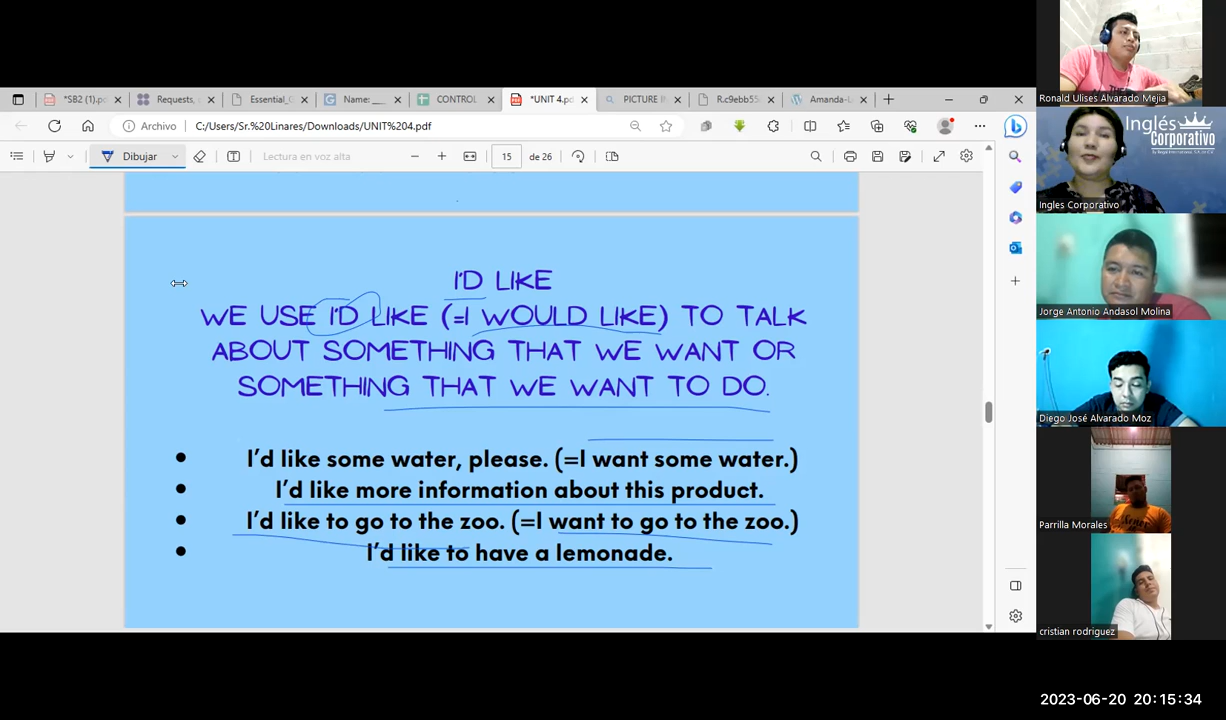 *SB2 (1).p
Requests,
Essential_
Name: ___
CONTROL
*UNIT 4.pd
PICTURE
R.c9ebb55
Amanda-L
Archivo
C:/Users/Sr.%20Linares/Downloads/UNIT%204.pdf
Dibujar
Lectura en voz alta
15
de 26
I'D LIKE
WE USE I'D LIKE (=I WOULD LIKE) TO TALK
ABOUT SOMETHING THAT WE WANT OR
SOMETHING THAT WE WANT TO DO.
• I'd like some water, please. (=I want some water.)
• I'd like more information about this product.
• I'd like to go to the zoo. (=I want to go to the zoo.)
• I'd like to have a lemonade.
Ronald Ulises Alvarado Mejia
Inglés
Corporativo
Ingles Corporativo
Jorge Antonio Andasol Molina
Diego José Alvarado Moz
Parrilla Morales
cristian rodriguez
2023-06-20 20:15:34